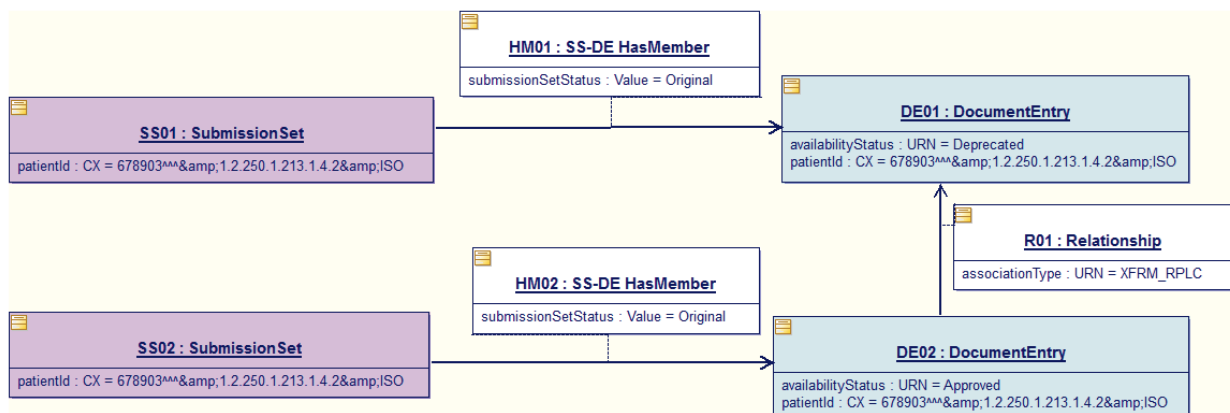 HM01 : SS-DE HasMember
submissionSetStatus : Value = Original
SS01 : SubmissionSet
patientId : CX = 678903^^^&amp;1.2.250.1.213.1.4.2&amp;ISO
DE01 : DocumentEntry
availabilityStatus : URN = Deprecated
patientId : CX = 678903^^^&amp;1.2.250.1.213.1.4.2&amp;ISO
R01 : Relationship
associationType : URN = XFRM_RPLC
HM02 : SS-DE HasMember
submissionSetStatus : Value = Original
SS02 : SubmissionSet
patientId : CX = 678903^^^&amp;1.2.250.1.213.1.4.2&amp;ISO
DE02 : DocumentEntry
availabilityStatus : URN = Approved
patientId : CX = 678903^^^&amp;1.2.250.1.213.1.4.2&amp;ISO